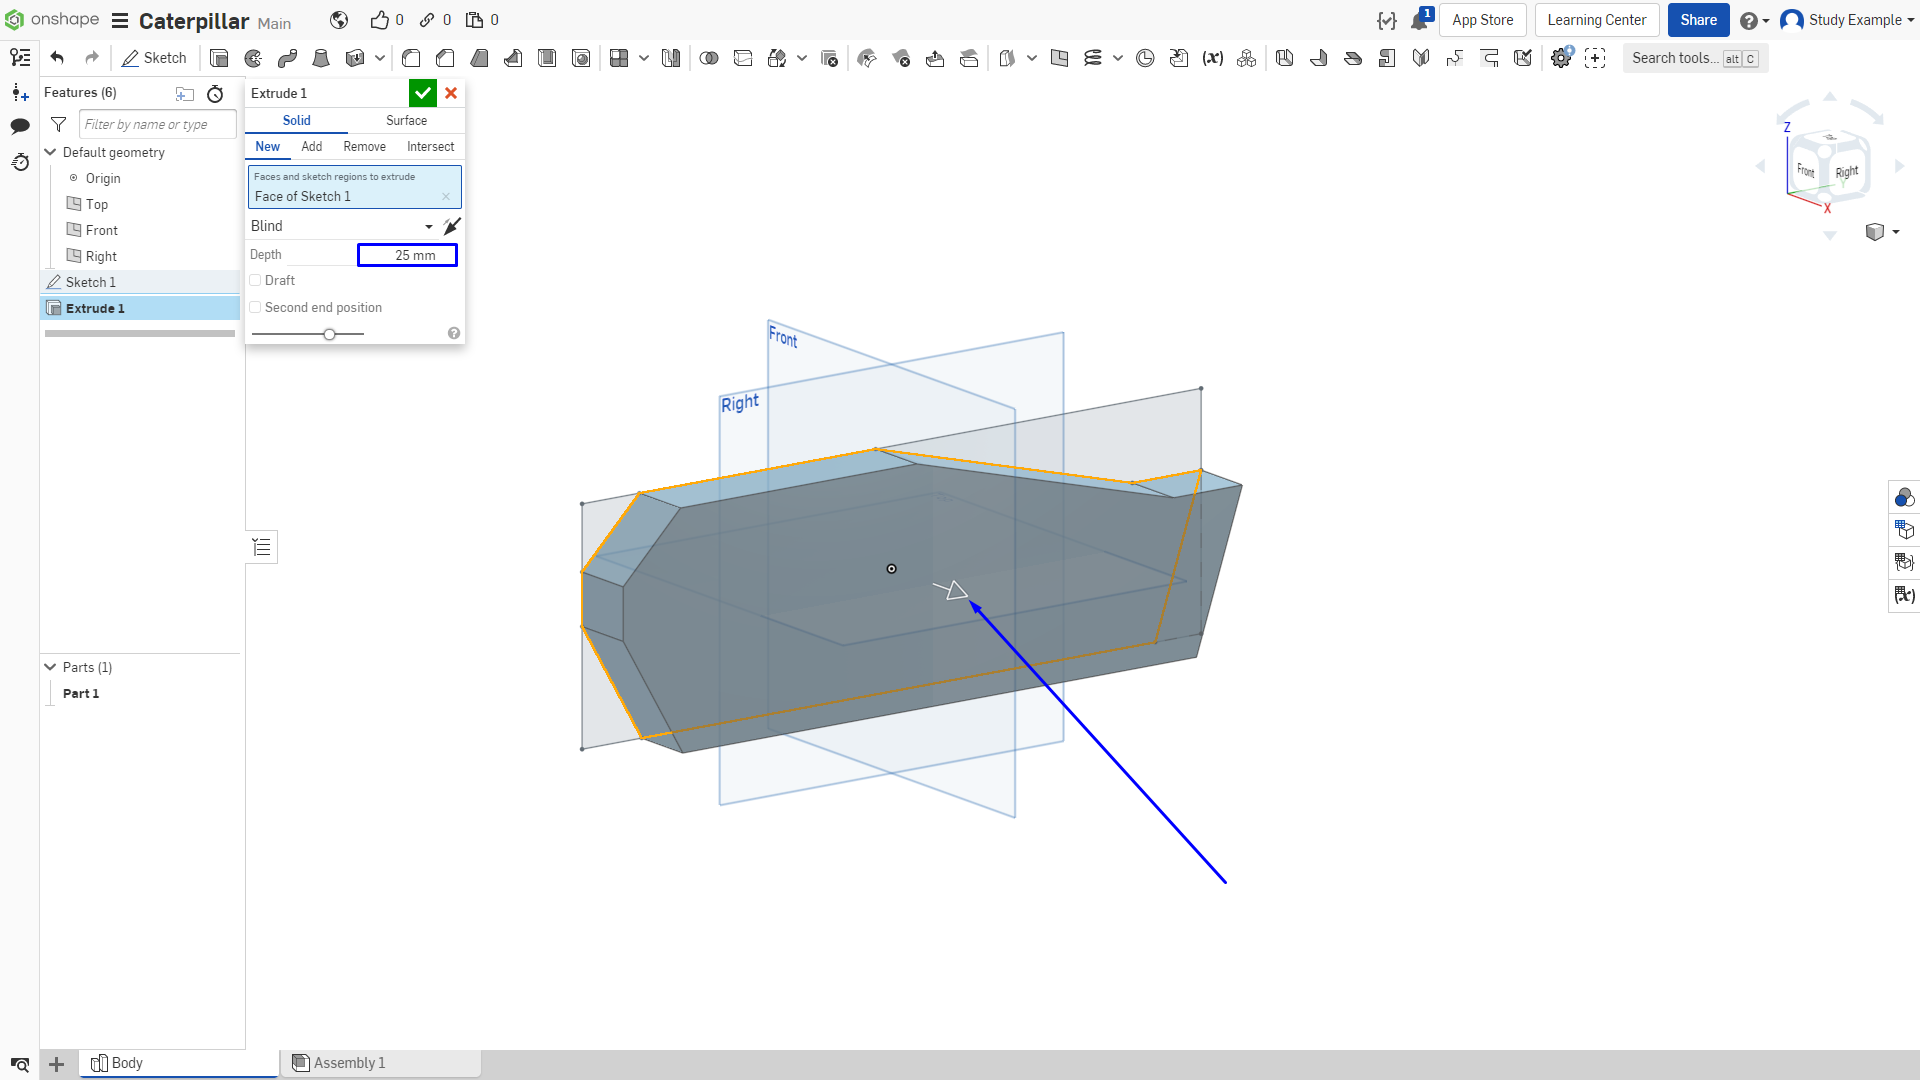 onshape Caterpillar Main 0 0 0 1 App Store Learning Center Share Study Example
Sketch Search tools... alt C
Features (6)
Filter by name or type
Default geometry
Origin
Top
Front
Right
Sketch 1
Extrude 1
Parts (1)
Part 1
Extrude 1
Solid Surface
New Add Remove Intersect
Faces and sketch regions to extrude
Face of Sketch 1
Blind
Depth 25 mm
Draft
Second end position
Front
Right
Z
Front Right
Y
X
Body Assembly 1